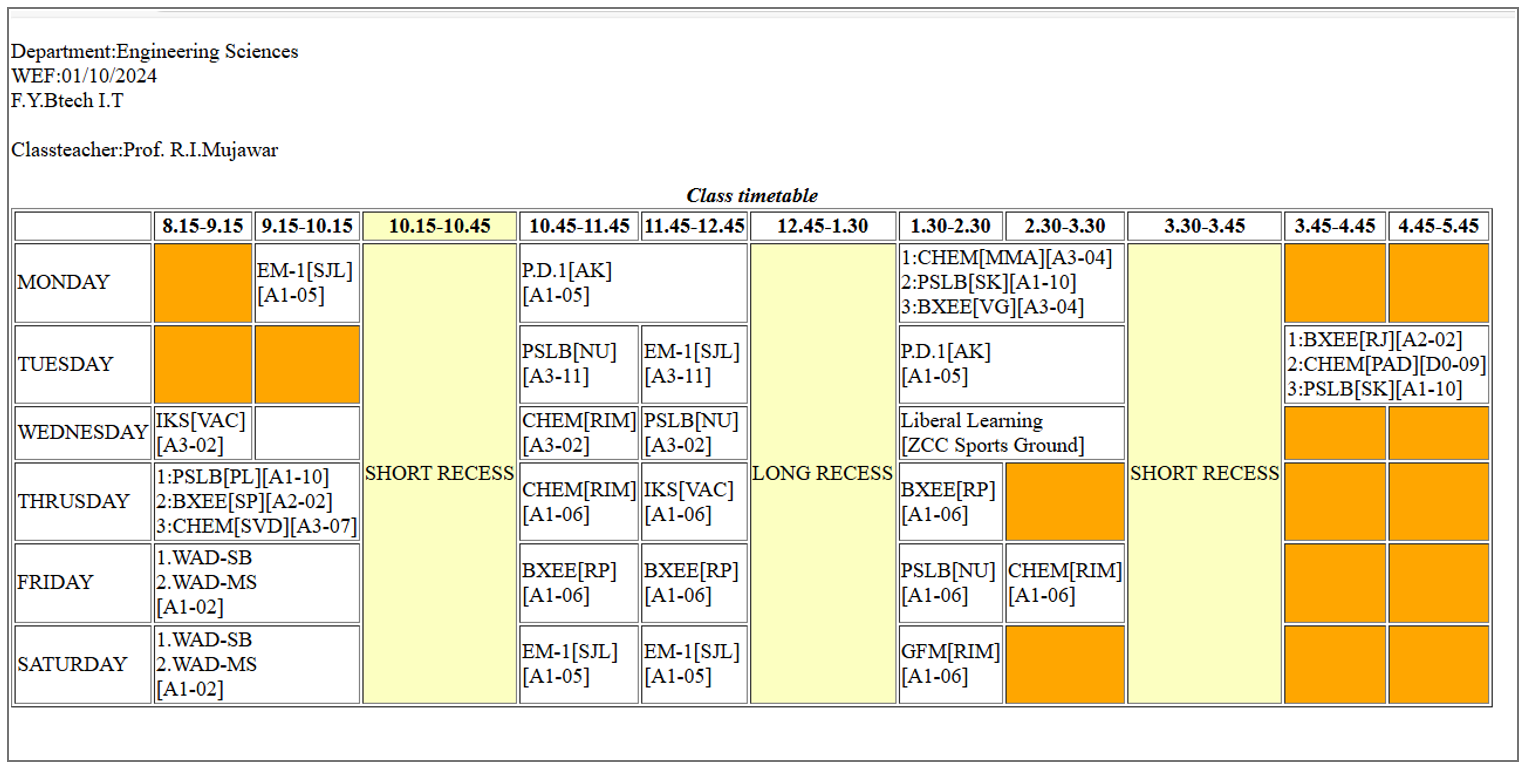 Department:Engineering Sciences
WEF:01/10/2024
F.Y.Btech I.T
Classteacher:Prof. R.I.Mujawar
Class timetable
8.15-9.15 9.15-10.15 10.15-10.45 10.45-11.45 11.45-12.45 12.45-1.30 1.30-2.30 2.30-3.30 3.30-3.45 3.45-4.45 4.45-5.45
MONDAY
EM-1[SJL]
[A1-05]
SHORT RECESS
P.D.1[AK]
[A1-05]
LONG RECESS
1:CHEM[MMA][A3-04]
2:PSLB[SK][A1-10]
3:BXEE[VG][A3-04]
SHORT RECESS
TUESDAY
PSLB[NU]
[A3-11]
EM-1[SJL]
[A3-11]
P.D.1[AK]
[A1-05]
1:BXEE[RJ][A2-02]
2:CHEM[PAD][D0-09]
3:PSLB[SK][A1-10]
WEDNESDAY
IKS[VAC]
[A3-02]
CHEM[RIM]
[A3-02]
PSLB[NU]
[A3-02]
Liberal Learning
[ZCC Sports Ground]
THRUSDAY
1:PSLB[PL][A1-10]
2:BXEE[SP][A2-02]
3:CHEM[SVD][A3-07]
CHEM[RIM]
[A1-06]
IKS[VAC]
[A1-06]
BXEE[RP]
[A1-06]
FRIDAY
1.WAD-SB
2.WAD-MS
[A1-02]
BXEE[RP]
[A1-06]
BXEE[RP]
[A1-06]
PSLB[NU]
[A1-06]
CHEM[RIM]
[A1-06]
SATURDAY
1.WAD-SB
2.WAD-MS
[A1-02]
EM-1[SJL]
[A1-05]
EM-1[SJL]
[A1-05]
GFM[RIM]
[A1-06]